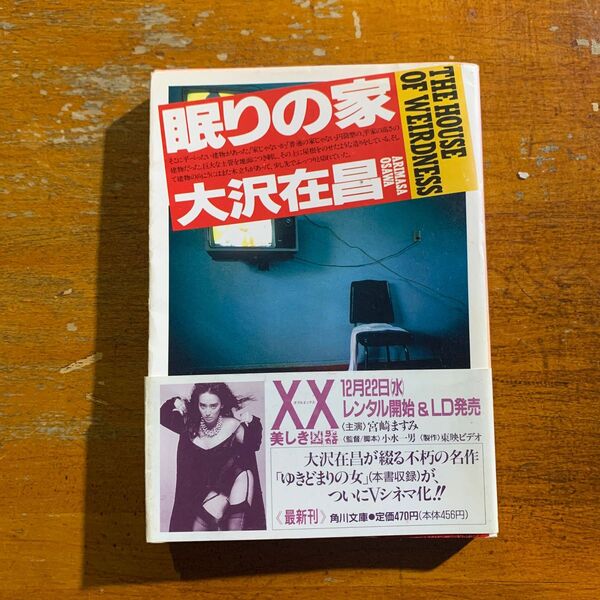 眠りの家
THE HOUSE
OF WEIRDNESS
大沢在昌
ARIMASA
OSAWA
XX
美しき凶器
12月22日(水)
レンタル開始&LD発売
〈主演〉宮崎ますみ
〈監督/脚本〉小水一男〈製作〉東映ビデオ
大沢在昌が綴る不朽の名作
「ゆきどまりの女」(本書収録)が、
ついにVシネマ化!!
《最新刊》角川文庫●定価470円(本体456円)